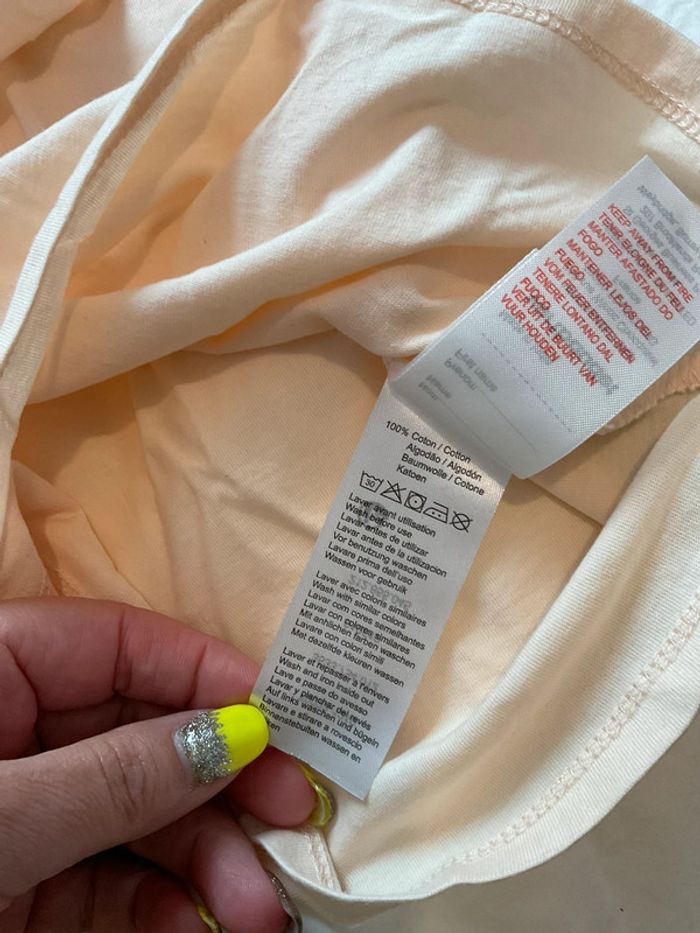 KEEP AWAY FROM FIRE
TENIR ÉLOIGNÉ DU FEU
MANTER AFASTADO DO
FOGO
MANTENER LEJOS DEL
FUEGO
VOM FEUER ENTFERNEN
TENERE LONTANO DAL
FUOCO
VER UIT DE BUURT VAN
VUUR HOUDEN
100% Coton / Cotton
Algodão / Algodón
Baumwolle / Cotone
Katoen
30
Laver avant utilisation
Wash before use
Lavar antes de utilizar
Lavar antes de la utilizacion
Vor benutzung waschen
Lavare prima dell'uso
Wassen voor gebruik
Laver avec coloris similaires
Wash with similar colors
Lavar com cores semelhantes
Lavar con colores similares
Mit anhlichen farben waschen
Lavare con colori simili
Met dezelfde kleuren wassen
Laver et repasser a l'envers
Wash and iron inside out
Lave e passe do avesso
Lavar y planchar del revés
Auf links waschen und bügeln
Lavare e stirare a rovescio
Binnenstebuiten wassen en
ken